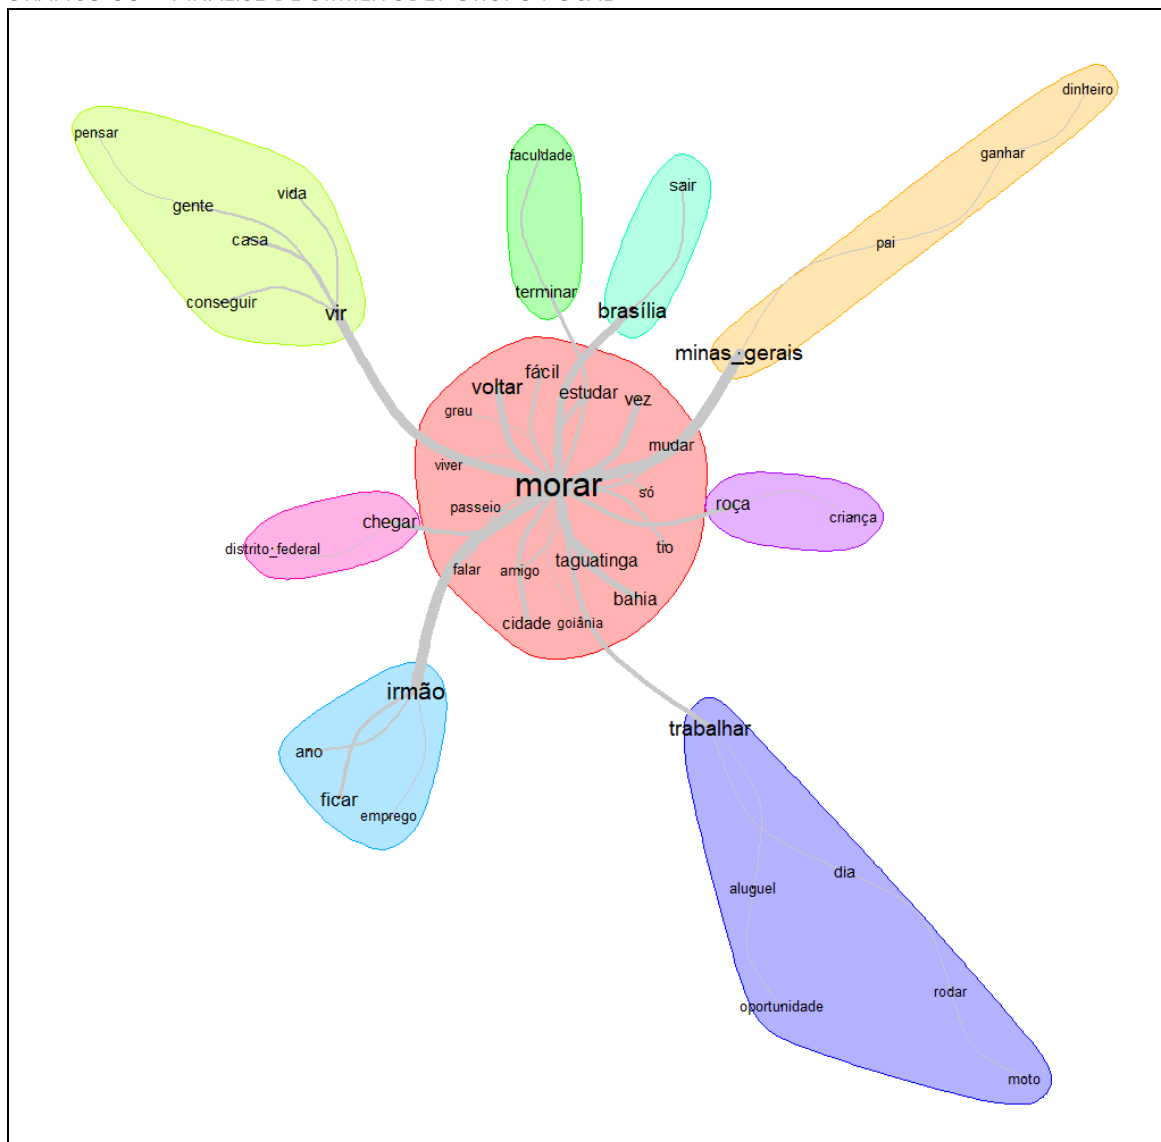 dinheiro
pensar
ganhar
faculdade
sair
vida
gente
casa
pai
conseguir
terminar
vir
brasília
minas_gerais
fácil
voltar
estudar
vez
grau
mudar
viver
morar
só
passeio
roça
criança
chegar
distrito_federal
tio
taguatinga
falar
amigo
bahia
cidade
goiânia
irmão
trabalhar
ano
ficar
emprego
dia
aluguel
rodar
oportunidade
moto